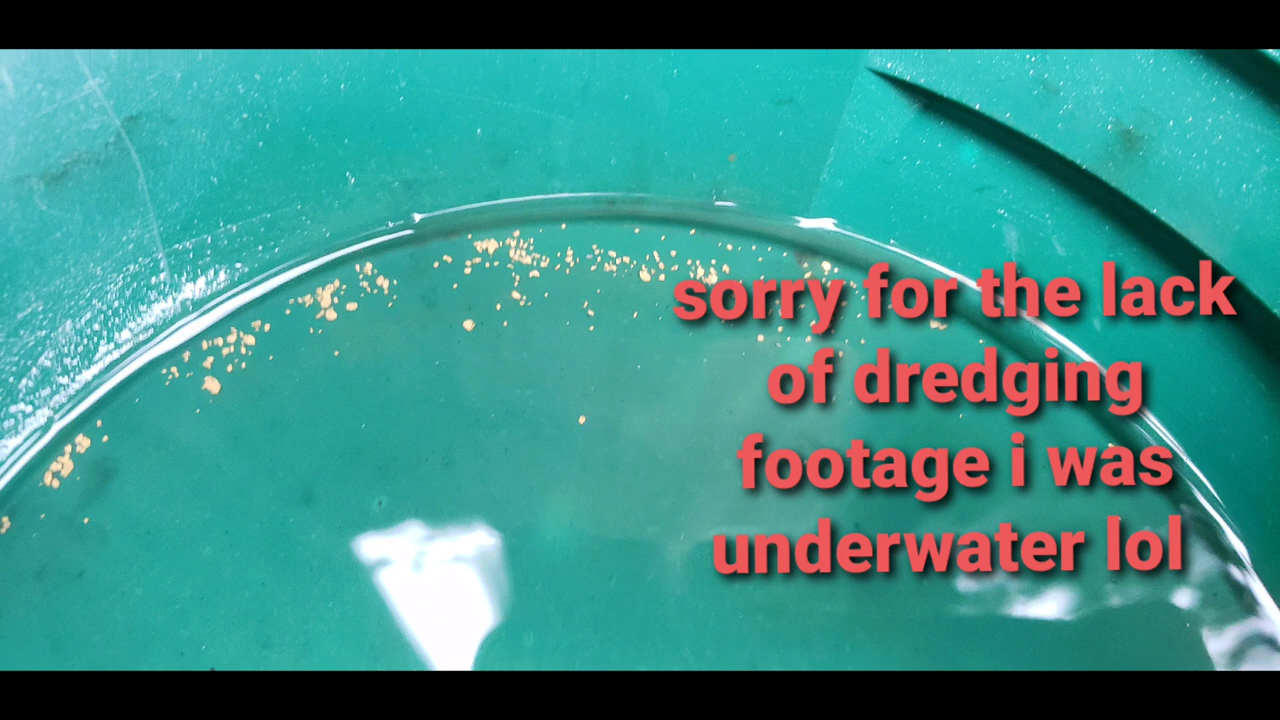 sorry for the lack
of dredging
footage i was
underwater lol